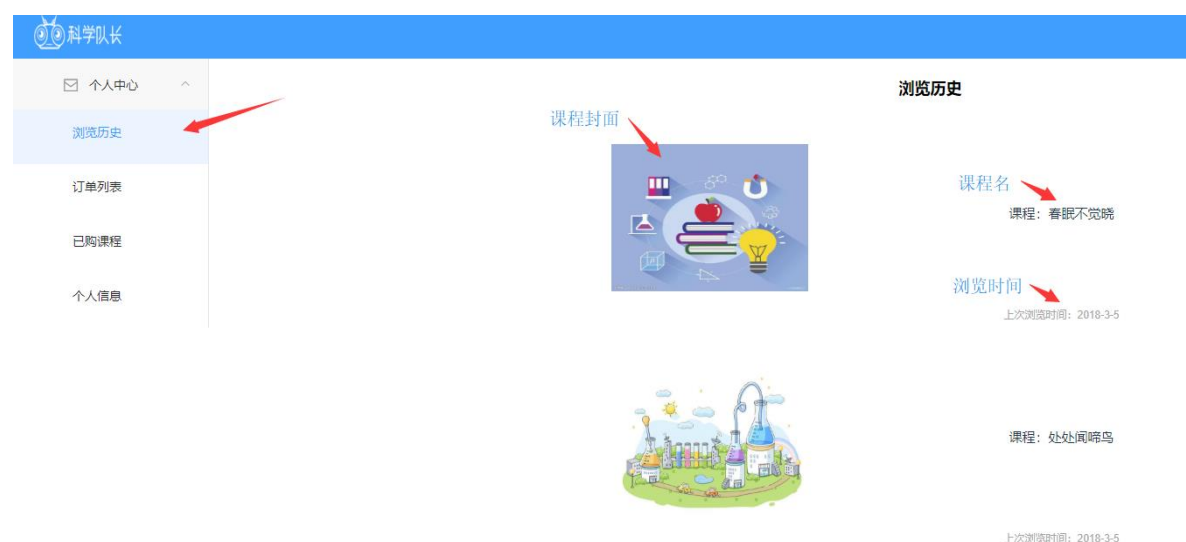 科学队长
个人中心
浏览历史
订单列表
已购课程
个人信息
浏览历史
课程封面
课程名
课程：春眠不觉晓
浏览时间
上次浏览时间：2018-3-5
课程：处处闻啼鸟
上次浏览时间：2018-3-5